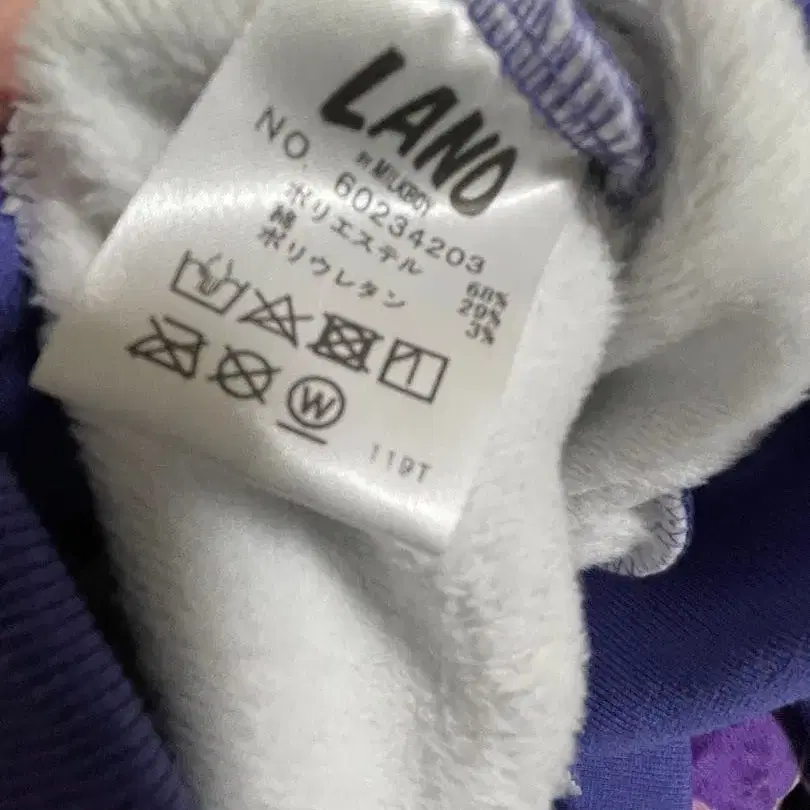 LAND
BY MILKBOY
NO. 60234203
ポリエステル 68%
綿 29%
ポリウレタン 3%
W
119T